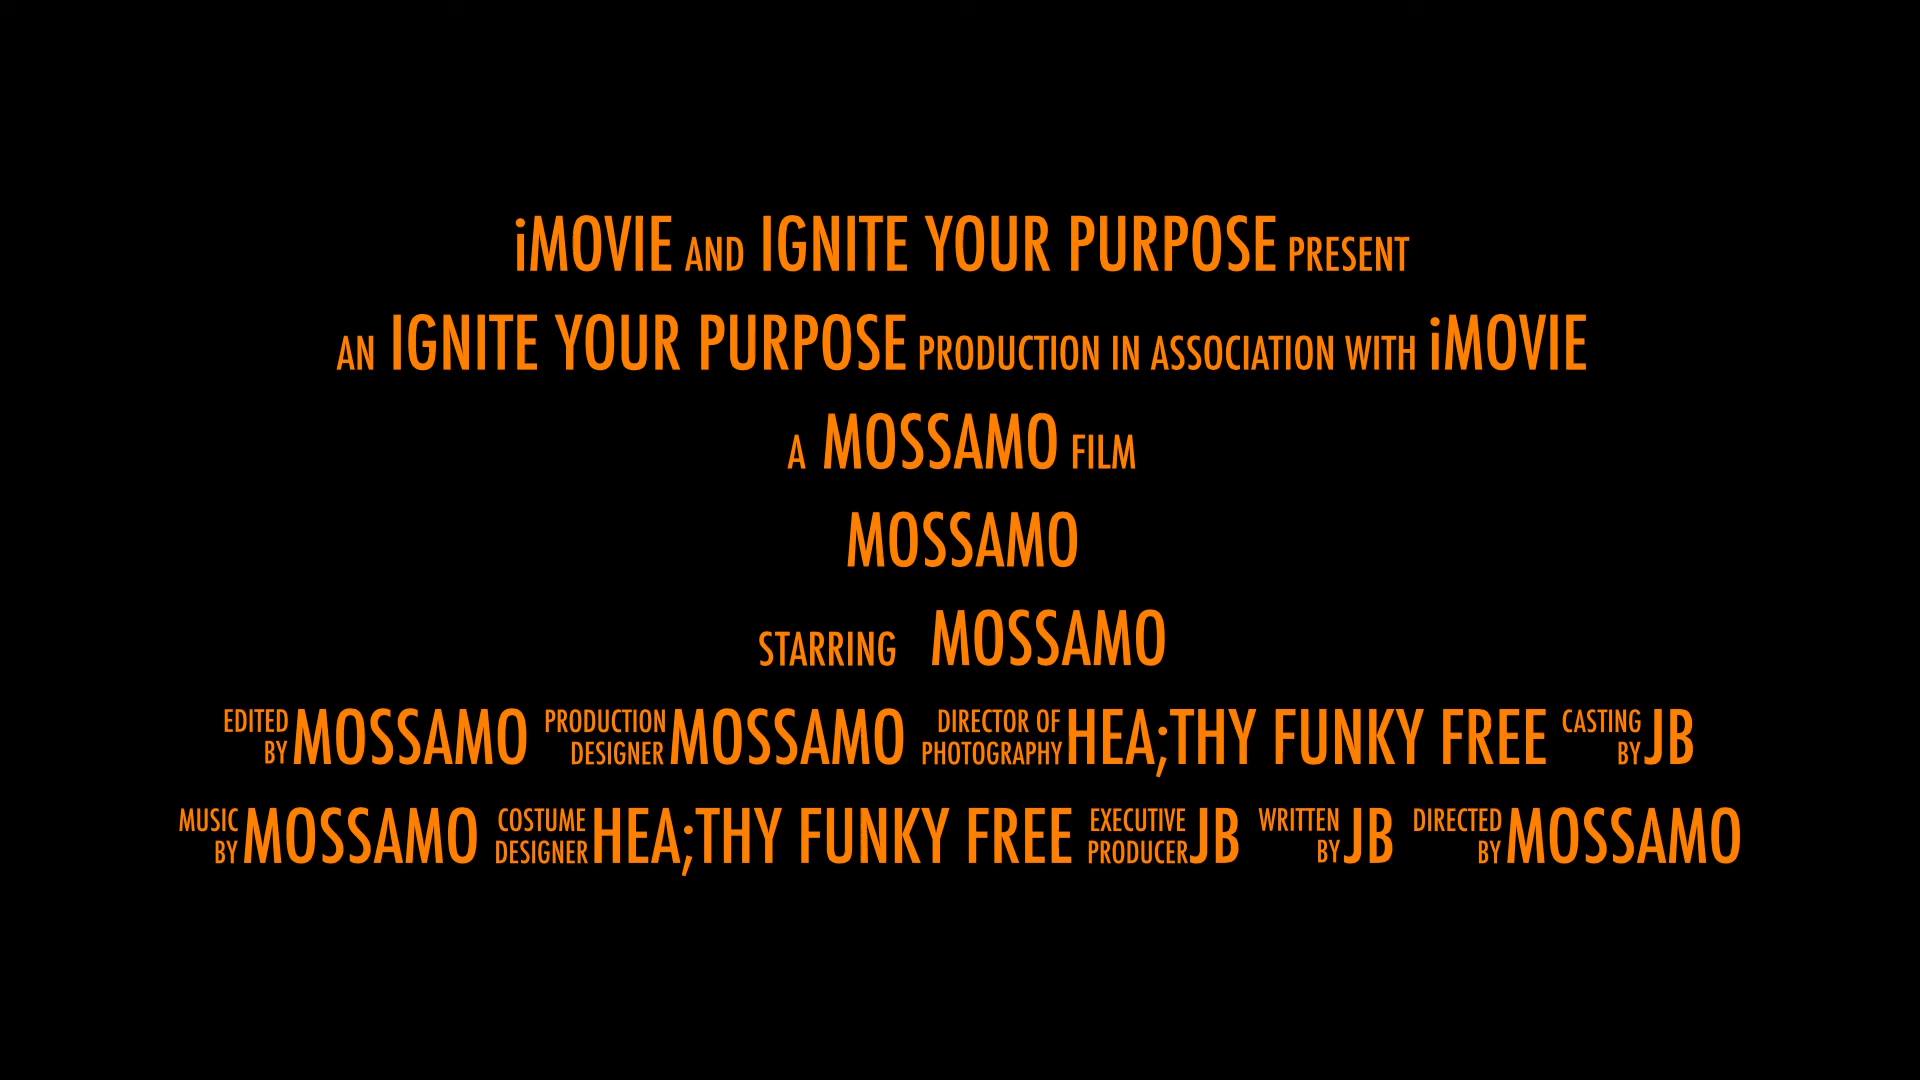 iMOVIE AND IGNITE YOUR PURPOSE PRESENT
AN IGNITE YOUR PURPOSE PRODUCTION IN ASSOCIATION WITH iMOVIE
A MOSSAMO FILM
MOSSAMO
STARRING MOSSAMO
EDITED BY MOSSAMO PRODUCTION DESIGNER MOSSAMO DIRECTOR OF PHOTOGRAPHY HEA;THY FUNKY FREE CASTING BY JB
MUSIC BY MOSSAMO COSTUME DESIGNER HEA;THY FUNKY FREE EXECUTIVE PRODUCER JB WRITTEN BY JB DIRECTED BY MOSSAMO